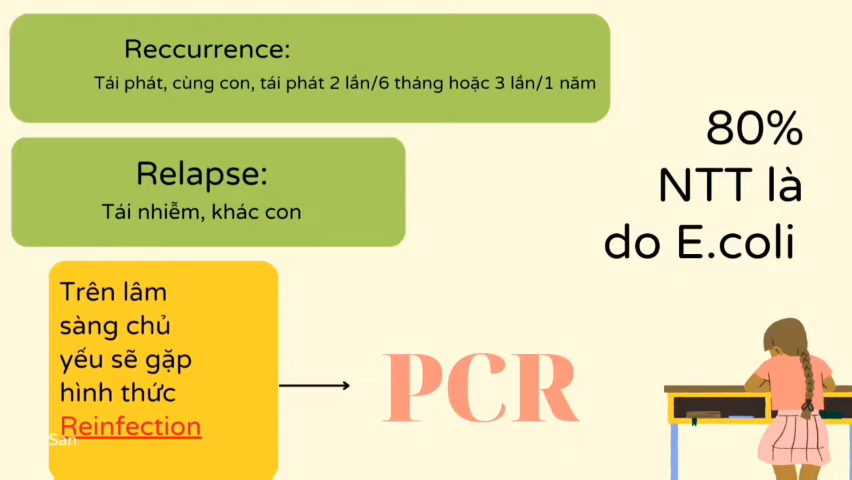 Reccurrence:
Tái phát, cùng con, tái phát 2 lần/6 tháng hoặc 3 lần/1 năm
Relapse:
Tái nhiễm, khác con
80%
NTT là
do E.coli
Trên lâm
sàng chủ
yếu sẽ gặp
hình thức
Reinfection
San
PCR